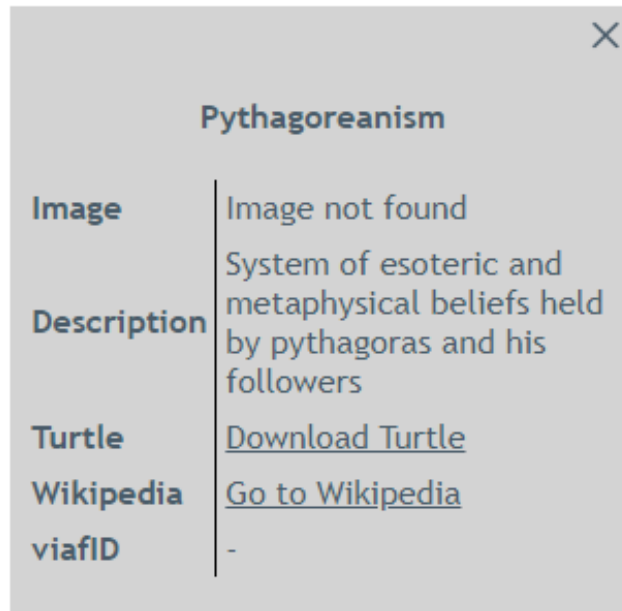 Pythagoreanism
Image Image not found
Description System of esoteric and
metaphysical beliefs held
by pythagoras and his
followers
Turtle Download Turtle
Wikipedia Go to Wikipedia
viafID -